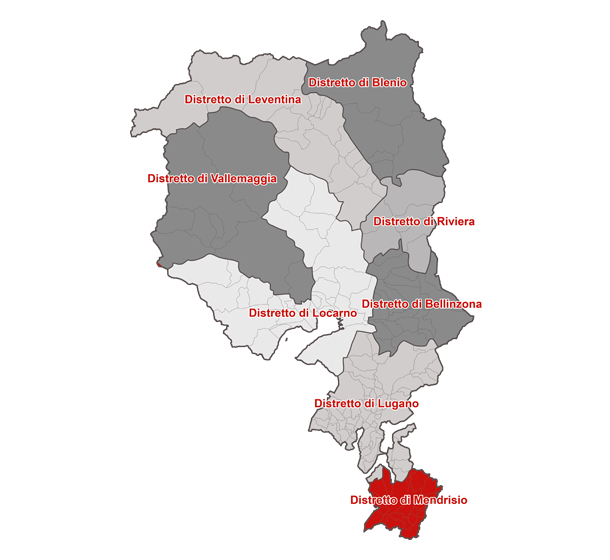 Distretto di Blenio
Distretto di Leventina
Distretto di Vallemaggia
Distretto di Riviera
Distretto di Bellinzona
Distretto di Locarno
Distretto di Lugano
Distretto di Mendrisio